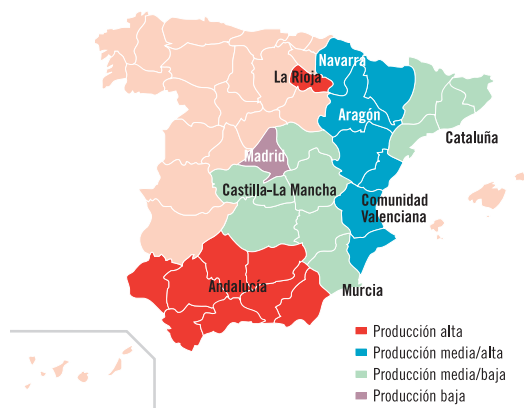 Navarra
La Rioja
Aragón
Cataluña
Madrid
Castilla-La Mancha
Comunidad
Valenciana
Andalucía
Murcia
Producción alta
Producción media/alta
Producción media/baja
Producción baja